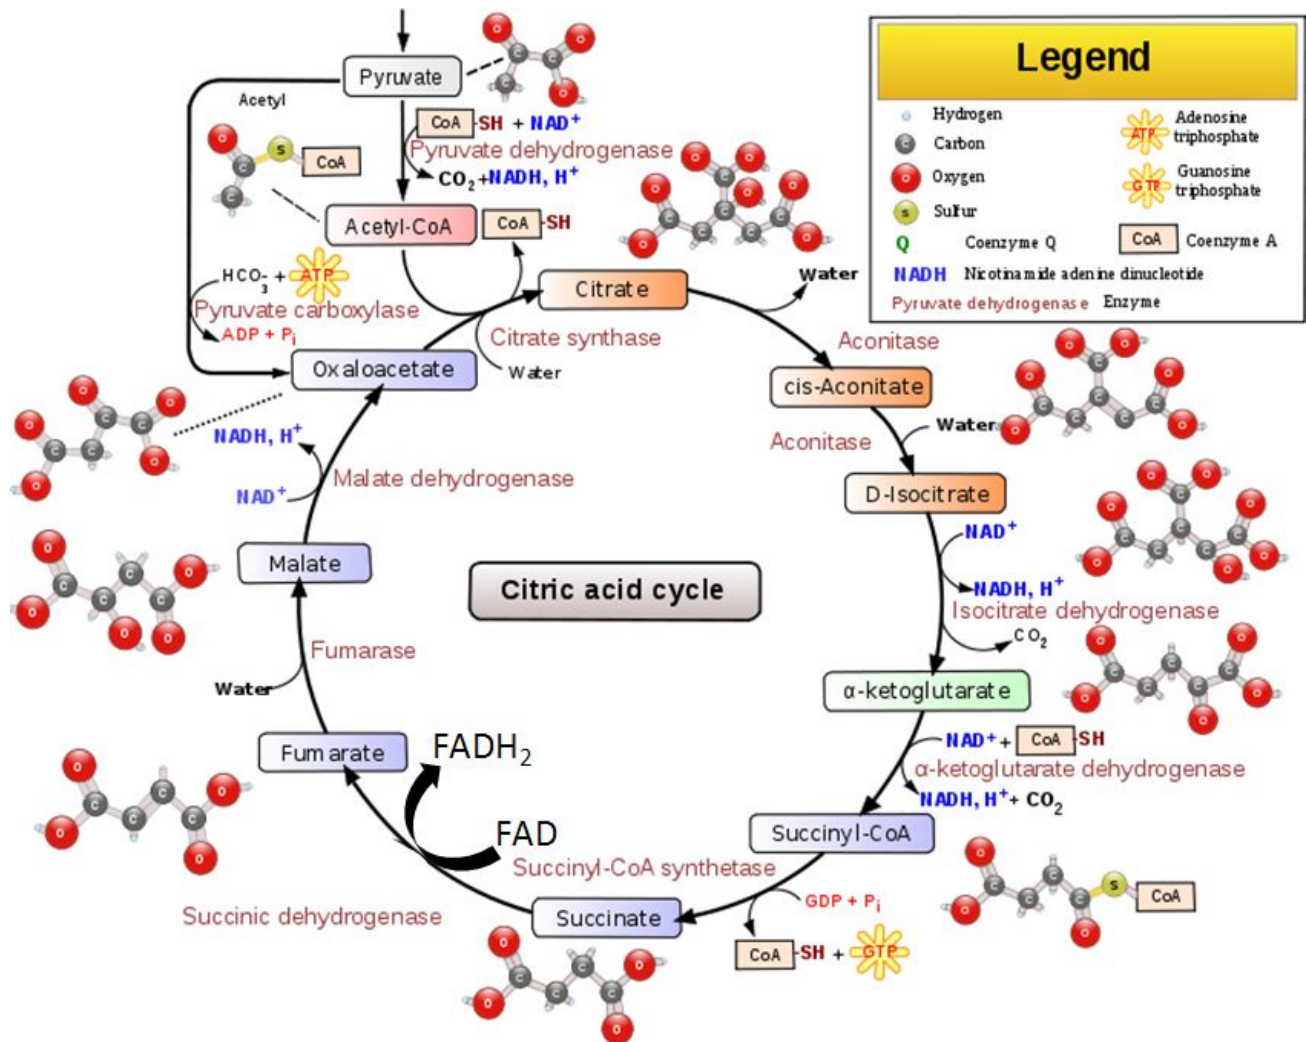 Pyruvate
Acetyl
CoA-SH + NAD+
Pyruvate dehydrogenase
CO2+NADH, H+
S CoA
Acetyl-CoA
CoA-SH
HCO3- + ATP
Pyruvate carboxylase
ADP + Pi
Citrate
Water
Citrate synthase
Water
Oxaloacetate
Aconitase
cis-Aconitate
Aconitase
Water
D-Isocitrate
NAD+
NADH, H+
Isocitrate dehydrogenase
CO2
α-ketoglutarate
NAD+ + CoA-SH
α-ketoglutarate dehydrogenase
NADH, H+ + CO2
Succinyl-CoA
S CoA
Succinyl-CoA synthetase
GDP + Pi
CoA-SH + GTP
Succinate
Succinic dehydrogenase
FAD
FADH2
Fumarate
Water
Fumarase
Malate
Malate dehydrogenase
NAD+
NADH, H+
Citric acid cycle
Legend
Hydrogen
Carbon
Oxygen
S Sulfur
Q Coenzyme Q
NADH Nicotinamide adenine dinucleotide
Pyruvate dehydrogenase Enzyme
ATP Adenosine
triphosphate
GTP Guanosine
triphosphate
CoA Coenzyme A